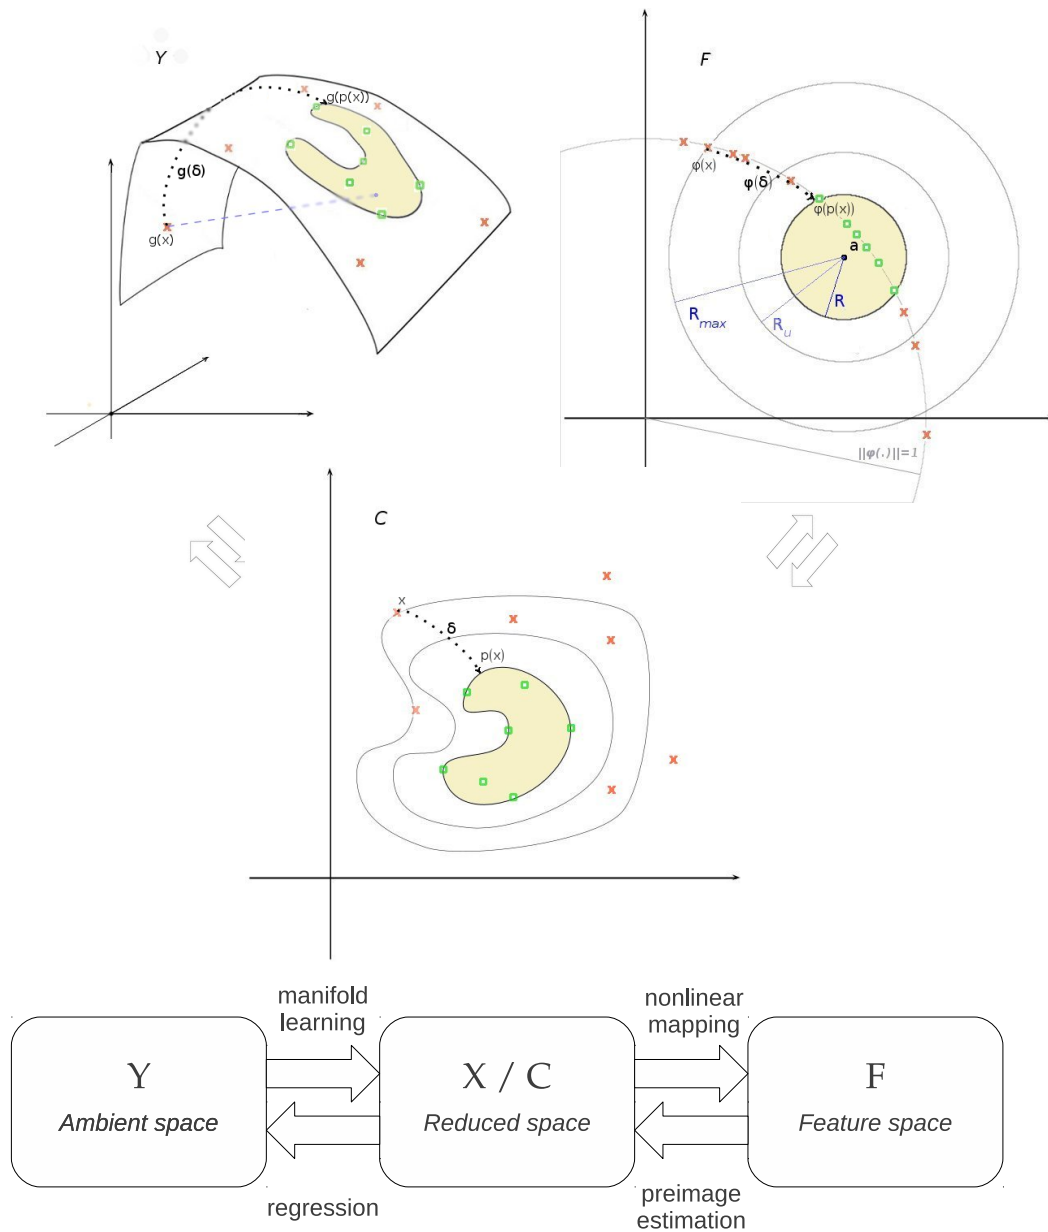 Y
g(p(x))
g(δ)
g(x)
F
φ(x)
φ(δ)
φ(p(x))
a
R
R_max
R_u
||φ(.)||=1
C
x
δ
p(x)
manifold
learning
nonlinear
mapping
Y
Ambient space
X / C
Reduced space
F
Feature space
regression
preimage
estimation